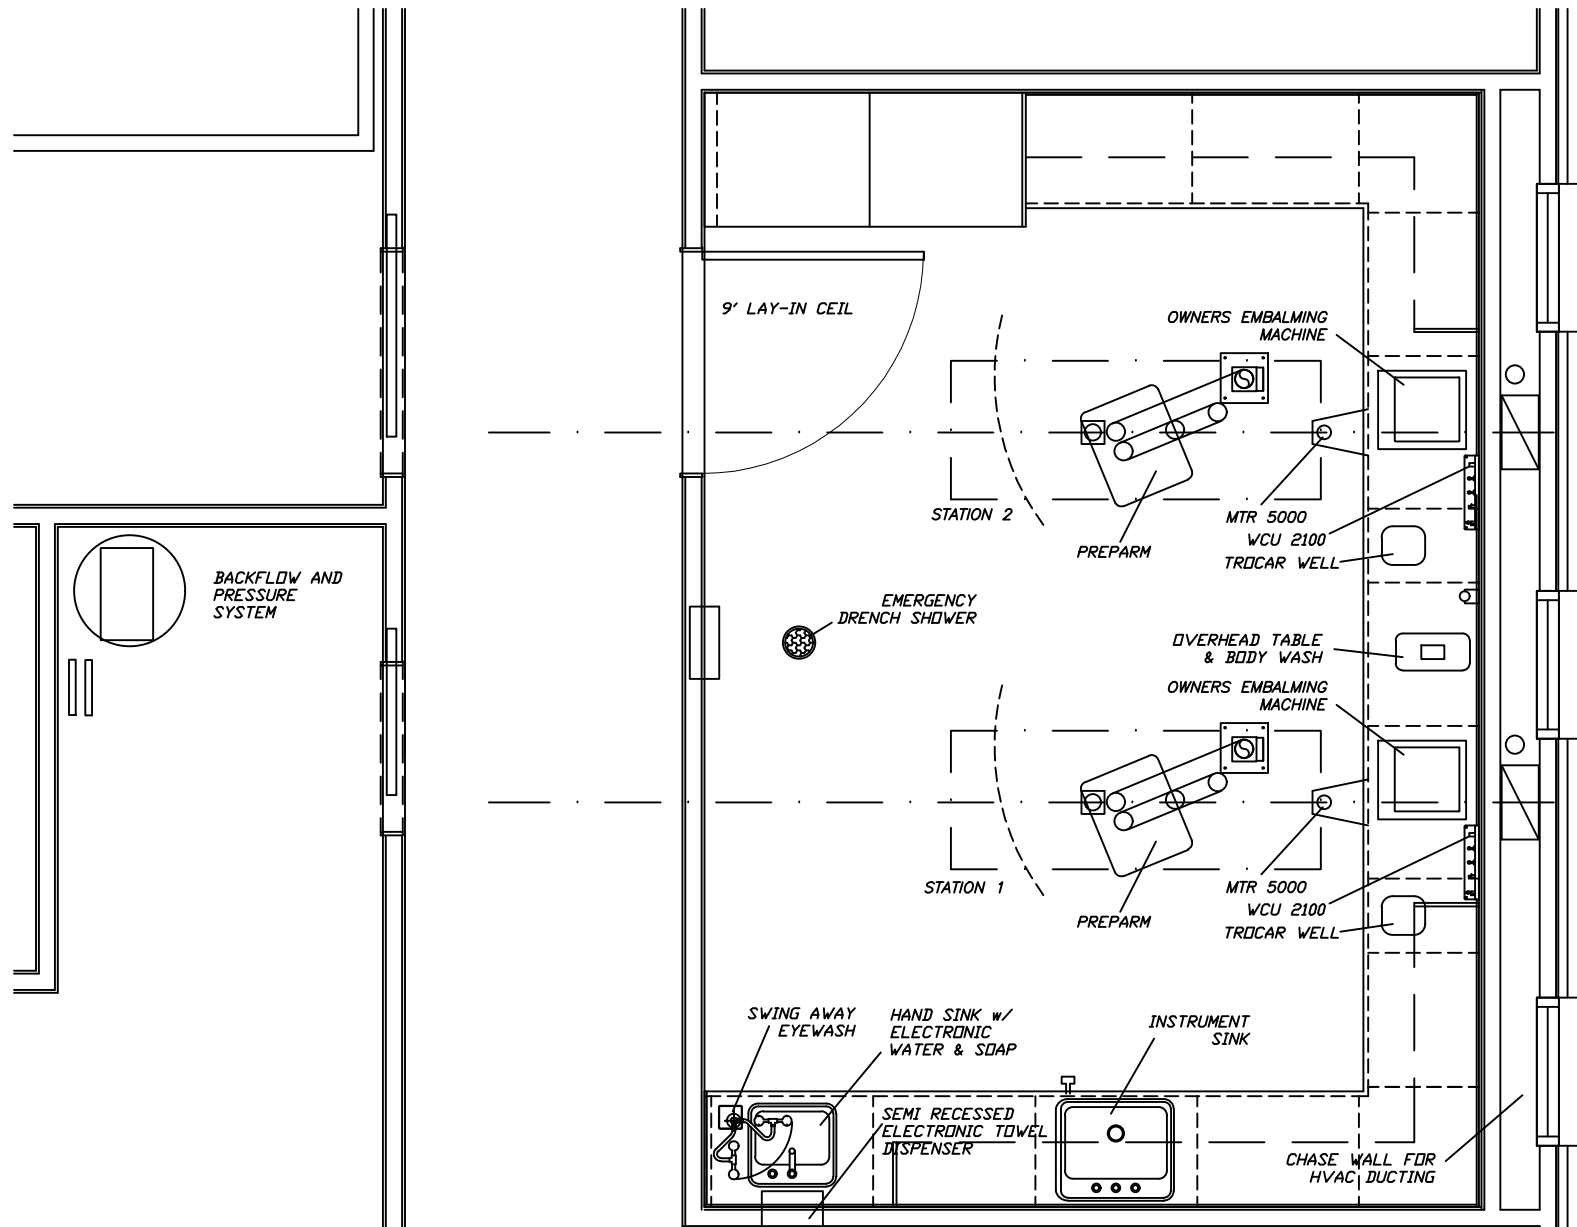 9' LAY-IN CEIL
OWNERS EMBALMING
MACHINE
STATION 2
PREPARM
MTR 5000
WCU 2100
TROCAR WELL
BACKFLOW AND
PRESSURE
SYSTEM
EMERGENCY
DRENCH SHOWER
OVERHEAD TABLE
& BODY WASH
OWNERS EMBALMING
MACHINE
STATION 1
PREPARM
MTR 5000
WCU 2100
TROCAR WELL
SWING AWAY
EYEWASH
HAND SINK w/
ELECTRONIC
WATER & SOAP
INSTRUMENT
SINK
SEMI RECESSED
ELECTRONIC TOWEL
DISPENSER
CHASE WALL FOR
HVAC DUCTING